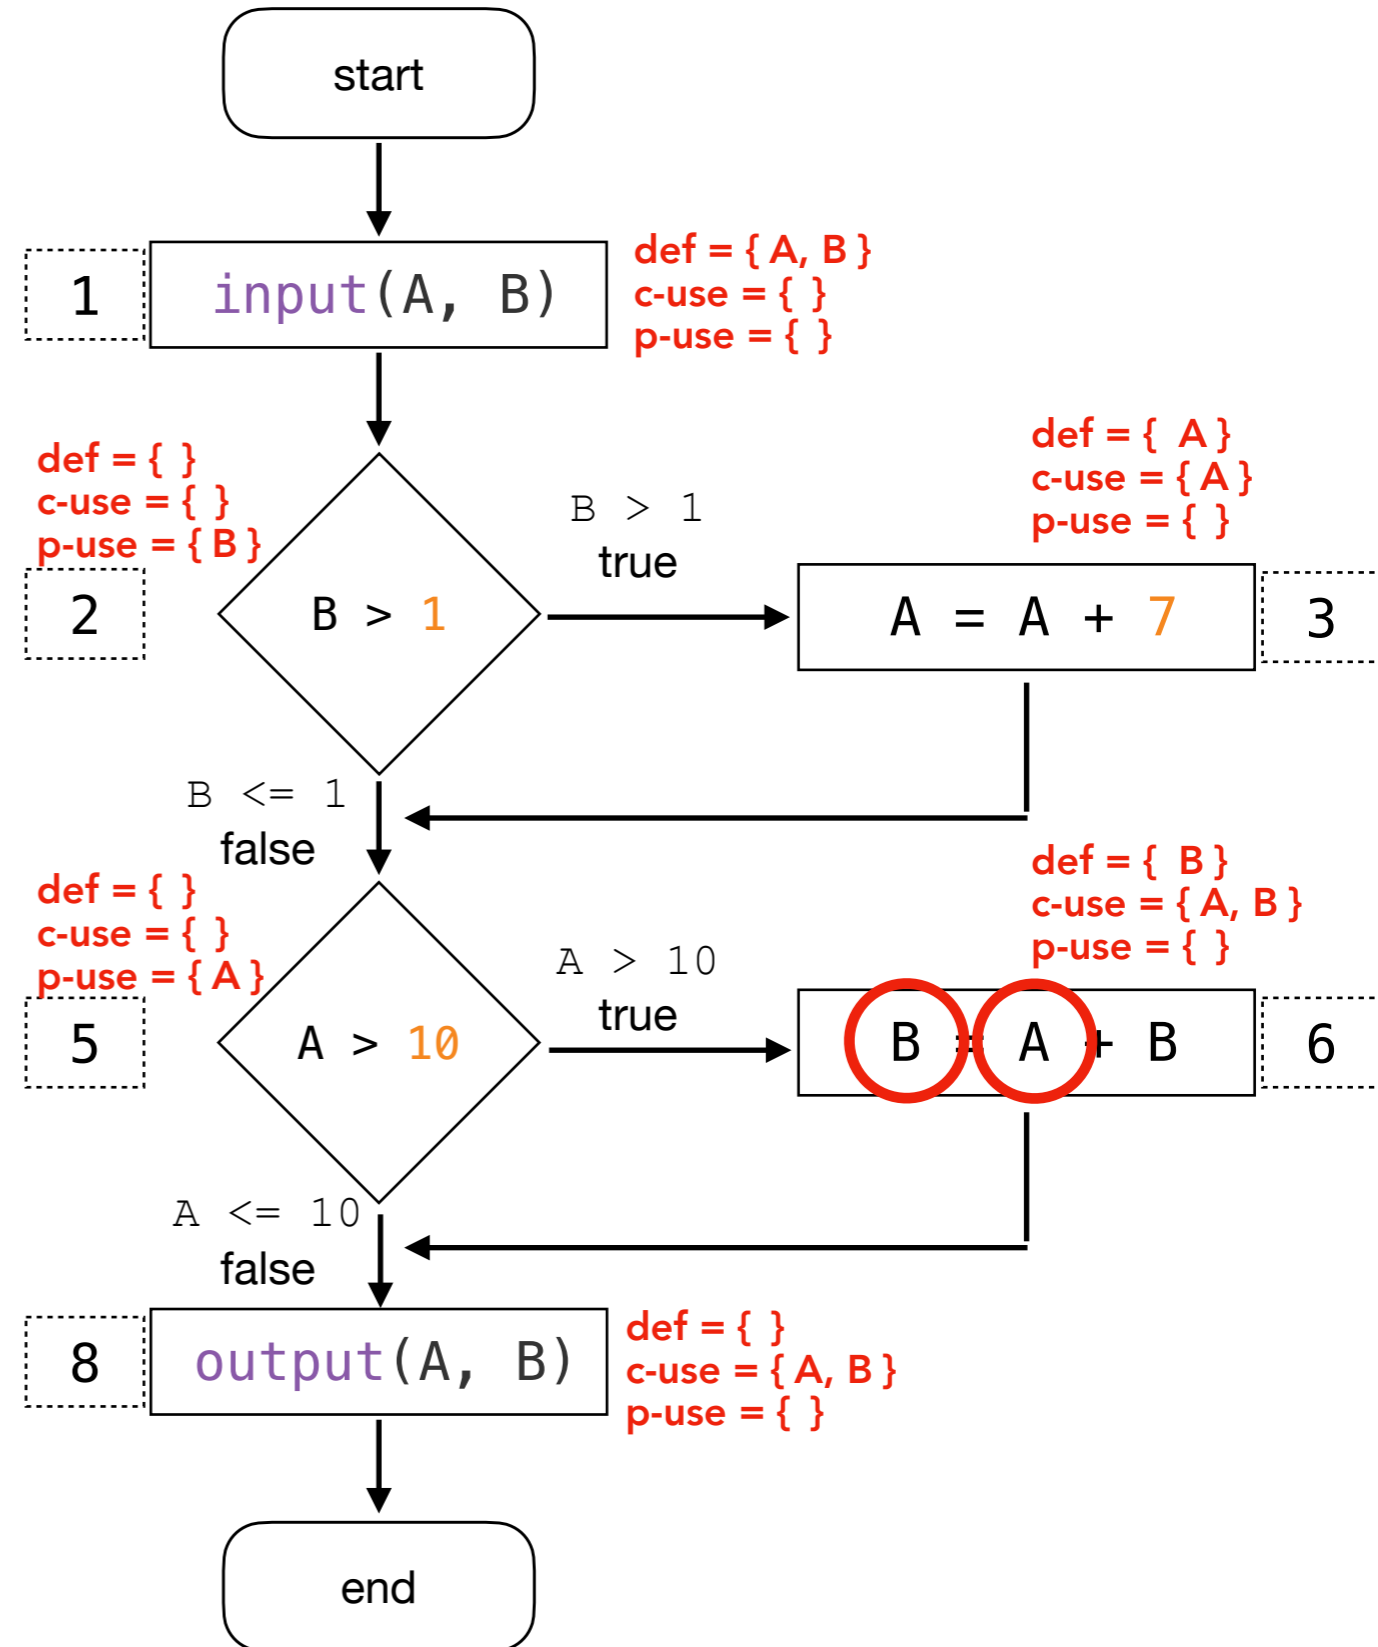 start
1
input(A, B)
def = { A, B }
c-use = { }
p-use = { }
def = { }
c-use = { }
p-use = { B }
2
B > 1
B > 1
true
def = { A }
c-use = { A }
p-use = { }
A = A + 7
3
B <= 1
false
def = { }
c-use = { }
p-use = { A }
5
A > 10
A > 10
true
def = { B }
c-use = { A, B }
p-use = { }
B = A + B
6
A <= 10
false
8
output(A, B)
def = { }
c-use = { A, B }
p-use = { }
end